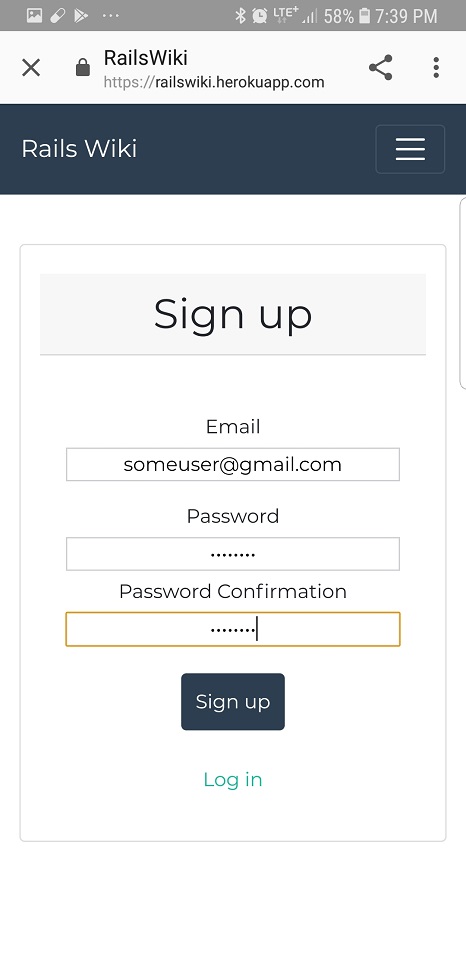 LTE+ 58% 7:39 PM
RailsWiki
https://railswiki.herokuapp.com
Rails Wiki
Sign up
Email
someuser@gmail.com
Password
••••••••
Password Confirmation
••••••••
Sign up
Log in